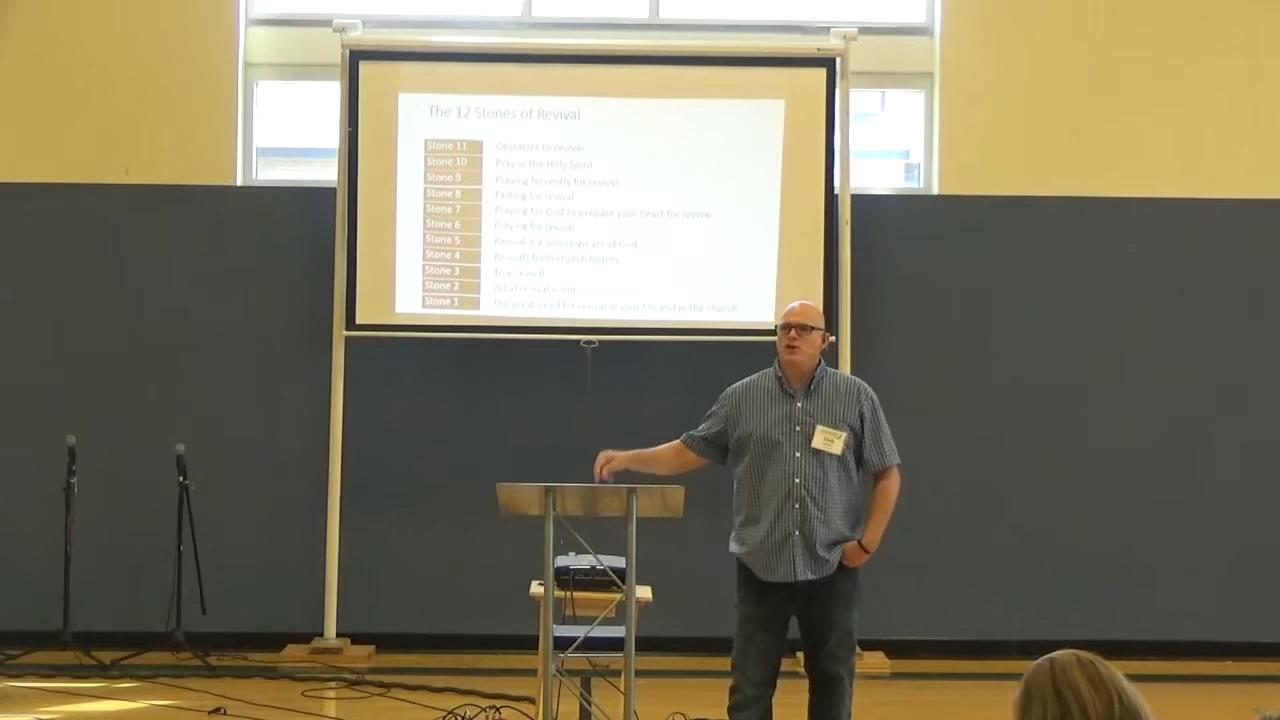 The 12 Stones of Revival
Stone 11 Obstacles to revival
Stone 10 Pray in the Holy Spirit
Stone 9 Praying fervently for revival
Stone 8 Fasting for revival
Stone 7 Praying for God to prepare your heart for revival
Stone 6 Praying for revival
Stone 5 Revival is a sovereign act of God
Stone 4 Revivals from church history
Stone 3 True revival
Stone 2 What revival is not
Stone 1 The great need for revival in your life and in the church